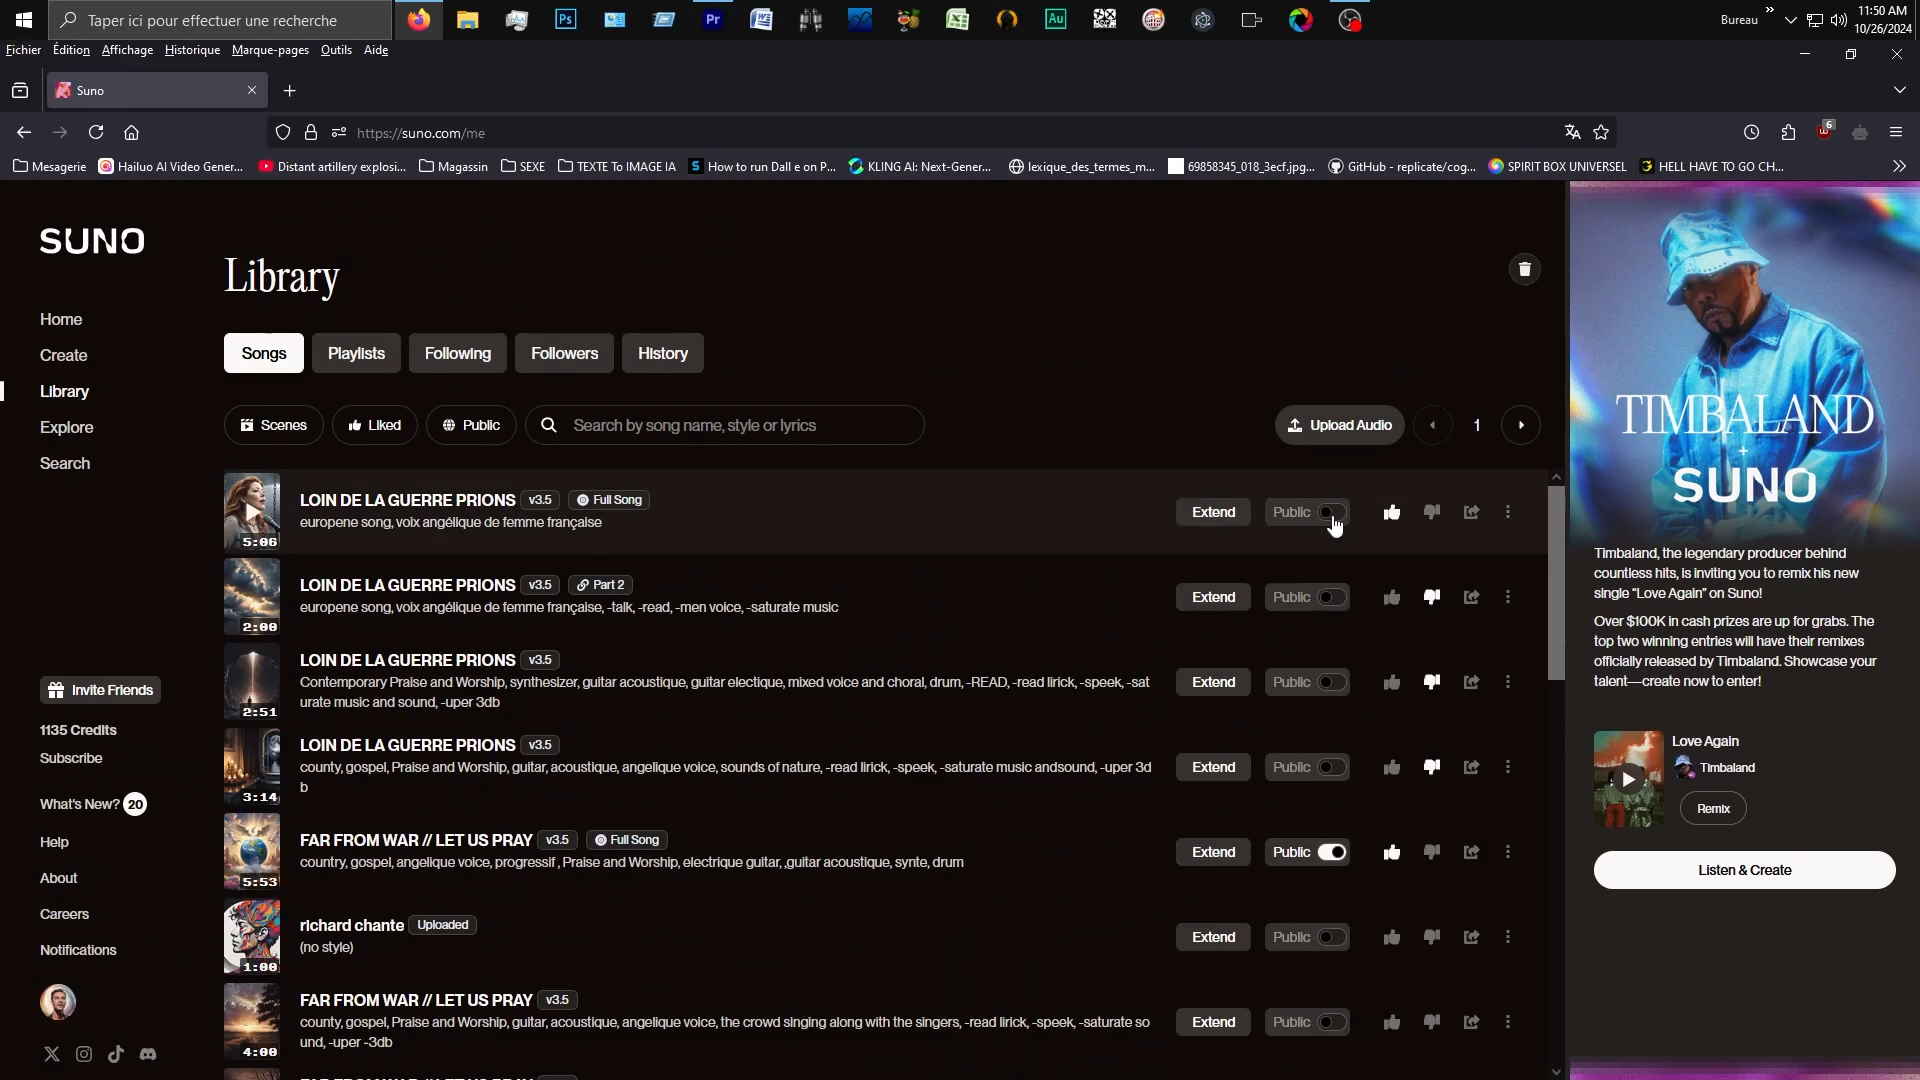 Taper ici pour effectuer une recherche
Ps
Pr
Au
Bureau
»
11:50 AM
10/26/2024
Fichier Édition Affichage Historique Marque-pages Outils Aide
Suno
https://suno.com/me
6
Mesagerie
Hailuo AI Video Gener...
Distant artillery explosi...
Magassin
SEXE
TEXTE To IMAGE IA
How to run Dall e on P...
KLING AI: Next-Gener...
lexique_des_termes_m...
69858345_018_3ecf.jpg...
GitHub - replicate/cog...
SPIRIT BOX UNIVERSEL
HELL HAVE TO GO CH...
SUNO
Home
Create
Library
Explore
Search
Invite Friends
1135 Credits
Subscribe
What's New? 20
Help
About
Careers
Notifications
Library
Songs Playlists Following Followers History
Scenes Liked Public Search by song name, style or lyrics Upload Audio 1
LOIN DE LA GUERRE PRIONS v3.5 Full Song
europene song, voix angélique de femme française
5:06
Extend Public
LOIN DE LA GUERRE PRIONS v3.5 Part 2
europene song, voix angélique de femme française, -talk, -read, -men voice, -saturate music
2:00
Extend Public
LOIN DE LA GUERRE PRIONS v3.5
Contemporary Praise and Worship, synthesizer, guitar acoustique, guitar electique, mixed voice and choral, drum, -READ, -read lirick, -speek, -sat
urate music and sound, -uper 3db
2:51
Extend Public
LOIN DE LA GUERRE PRIONS v3.5
county, gospel, Praise and Worship, guitar, acoustique, angelique voice, sounds of nature, -read lirick, -speek, -saturate music andsound, -uper 3d
b
3:14
Extend Public
FAR FROM WAR // LET US PRAY v3.5 Full Song
country, gospel, angelique voice, progressif , Praise and Worship, electrique guitar, ,guitar acoustique, synte, drum
5:53
Extend Public
richard chante Uploaded
(no style)
1:00
Extend Public
FAR FROM WAR // LET US PRAY v3.5
county, gospel, Praise and Worship, guitar, acoustique, angelique voice, the crowd singing along with the singers, -read lirick, -speek, -saturate so
und, -uper -3db
4:00
Extend Public
TIMBALAND
+
SUNO
Timbaland, the legendary producer behind
countless hits, is inviting you to remix his new
single “Love Again” on Suno!
Over $100K in cash prizes are up for grabs. The
top two winning entries will have their remixes
officially released by Timbaland. Showcase your
talent—create now to enter!
Love Again
Timbaland
Remix
Listen & Create